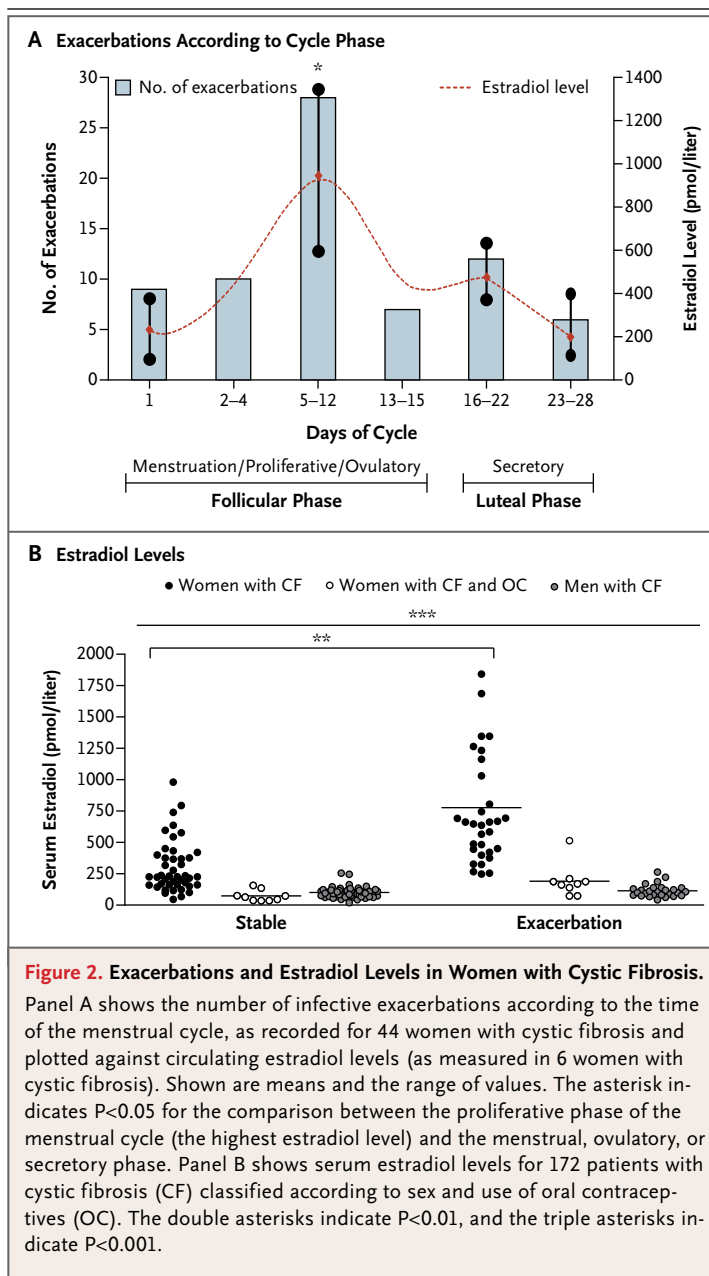 A Exacerbations According to Cycle Phase
*
No. of exacerbations
Estradiol level
No. of Exacerbations
30
25
20
15
10
5
0
1400
1200
1000
800
600
400
200
0
Estradiol Level (pmol/liter)
1 2–4 5–12 13–15 16–22 23–28
Days of Cycle
Menstruation/Proliferative/Ovulatory Secretory
Follicular Phase Luteal Phase
B Estradiol Levels
Women with CF Women with CF and OC Men with CF
***
**
Serum Estradiol (pmol/liter)
2000
1750
1500
1250
1000
750
500
250
0
Stable Exacerbation
Figure 2. Exacerbations and Estradiol Levels in Women with Cystic Fibrosis.
Panel A shows the number of infective exacerbations according to the time
of the menstrual cycle, as recorded for 44 women with cystic fibrosis and
plotted against circulating estradiol levels (as measured in 6 women with
cystic fibrosis). Shown are means and the range of values. The asterisk in-
dicates P<0.05 for the comparison between the proliferative phase of the
menstrual cycle (the highest estradiol level) and the menstrual, ovulatory, or
secretory phase. Panel B shows serum estradiol levels for 172 patients with
cystic fibrosis (CF) classified according to sex and use of oral contracep-
tives (OC). The double asterisks indicate P<0.01, and the triple asterisks in-
dicate P<0.001.